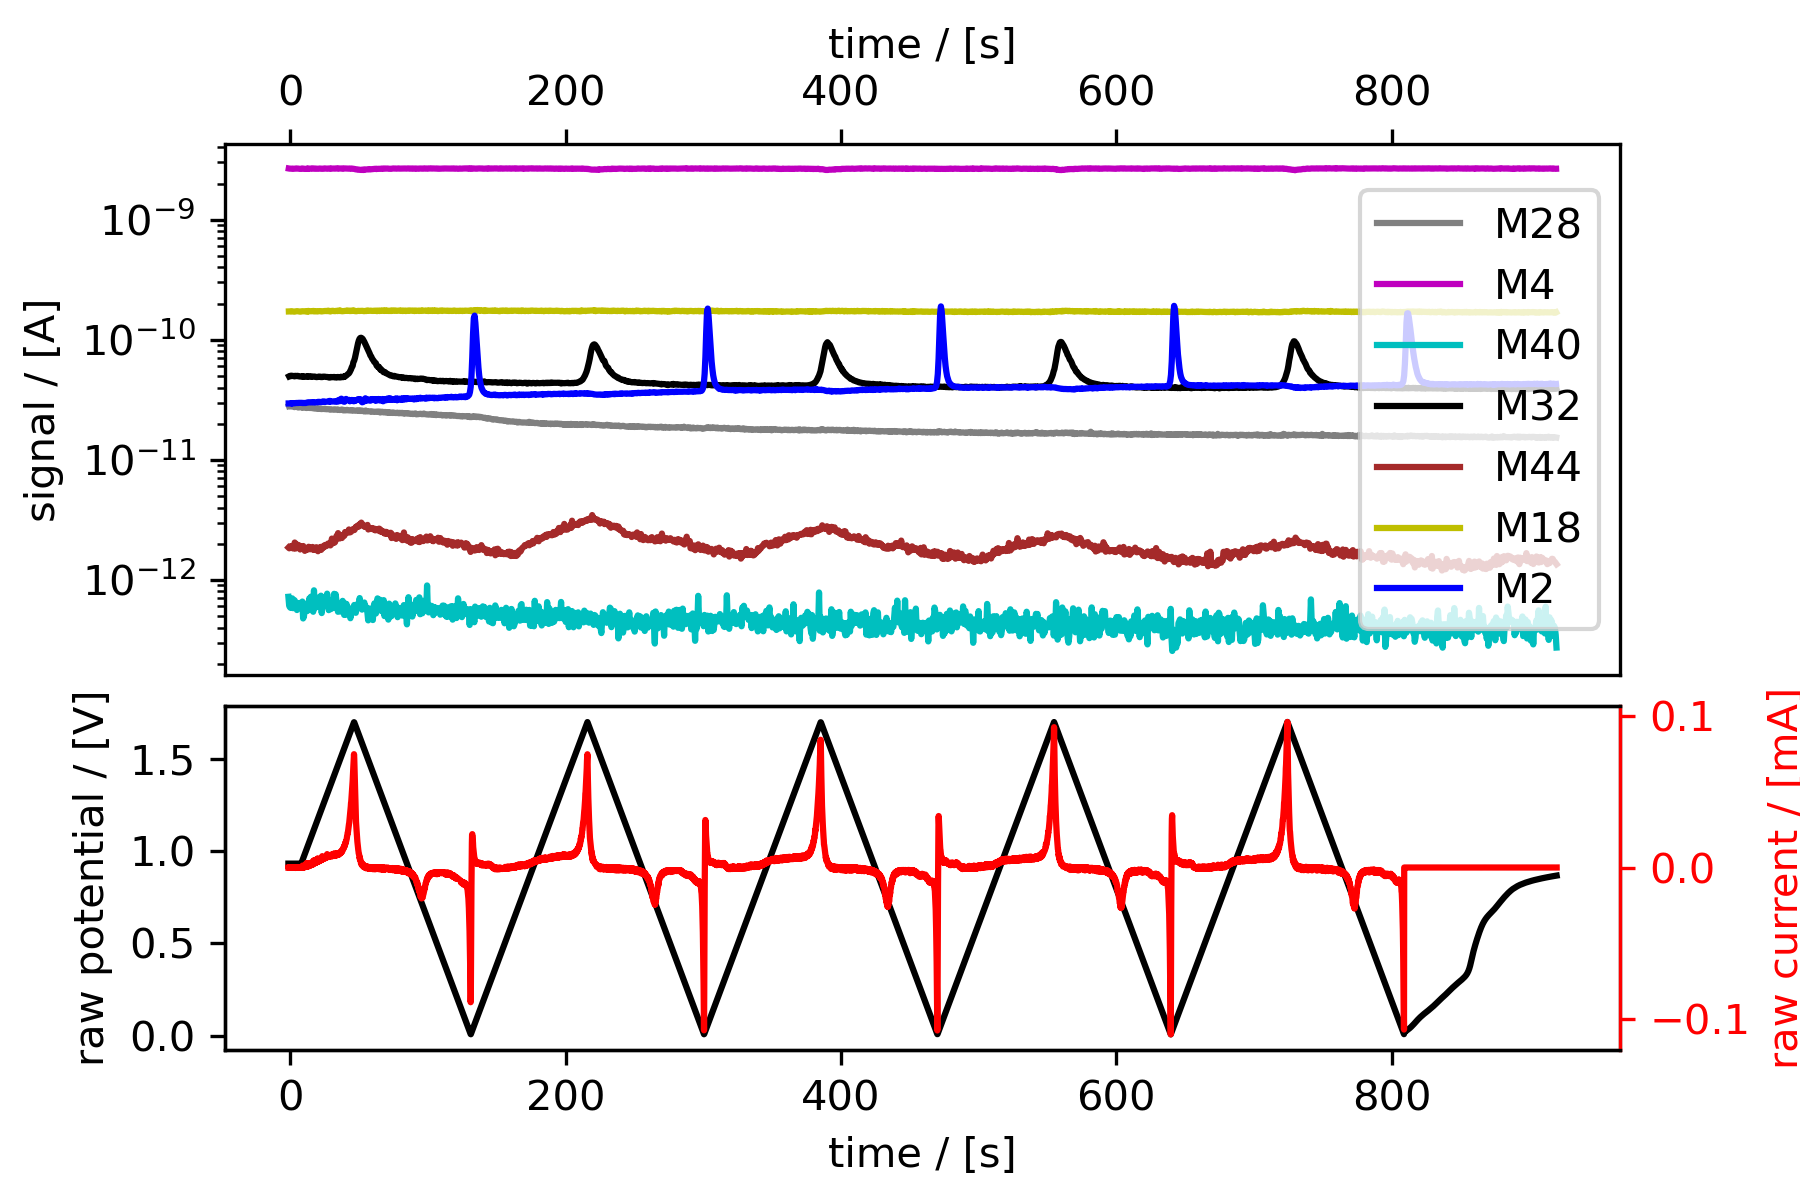 time / [s]
0 200 400 600 800
signal / [A]
10⁻⁹
10⁻¹⁰
10⁻¹¹
10⁻¹²
M28
M4
M40
M32
M44
M18
M2
raw potential / [V]
1.5
1.0
0.5
0.0
0.1
0.0
−0.1
raw current / [mA]
0 200 400 600 800
time / [s]